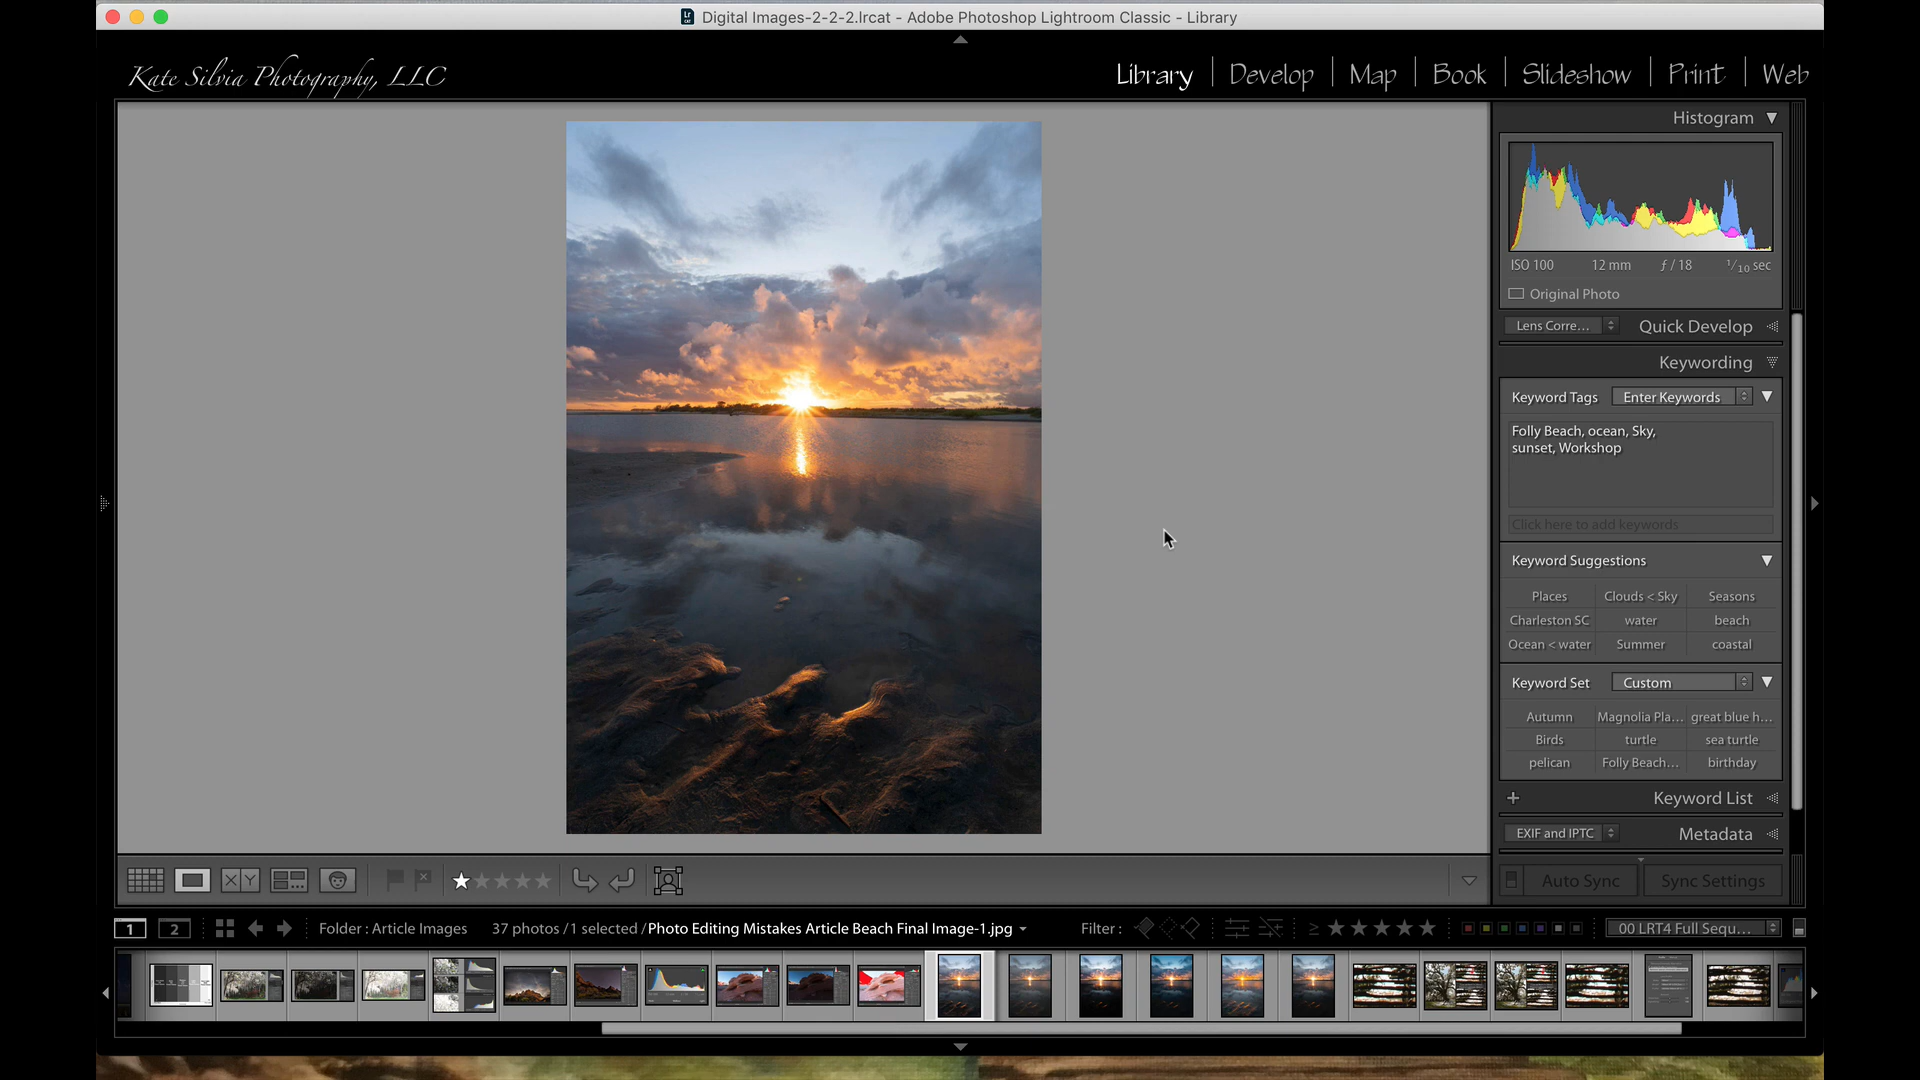 Digital Images-2-2-2.lrcat - Adobe Photoshop Lightroom Classic - Library
Kate Silvia Photography, LLC
Library Develop Map Book Slideshow Print Web
Histogram
ISO 100 12 mm ƒ / 18 1/10 sec
Original Photo
Lens Corre... Quick Develop
Keywording
Keyword Tags Enter Keywords
Folly Beach, ocean, Sky,
sunset, Workshop
Click here to add keywords
Keyword Suggestions
Places Clouds < Sky Seasons
Charleston SC water beach
Ocean < water Summer coastal
Keyword Set Custom
Autumn Magnolia Pla... great blue h...
Birds turtle sea turtle
pelican Folly Beach... birthday
+ Keyword List
EXIF and IPTC Metadata
X Y
Auto Sync Sync Settings
1 2 Folder : Article Images 37 photos /1 selected /Photo Editing Mistakes Article Beach Final Image-1.jpg Filter : ≥ 00 LRT4 Full Sequ...